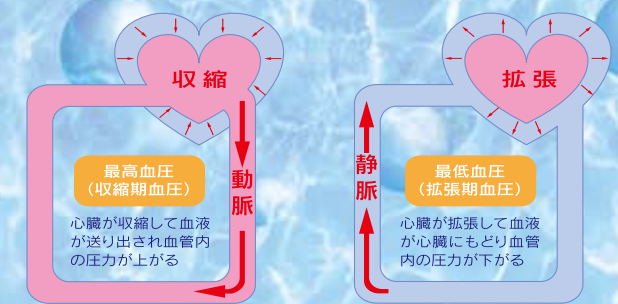 収縮
動脈
最高血圧
(収縮期血圧)
心臓が収縮して血液
が送り出され血管内
の圧力が上がる
拡張
静脈
最低血圧
(拡張期血圧)
心臓が拡張して血液
が心臓にもどり血管
内の圧力が下がる